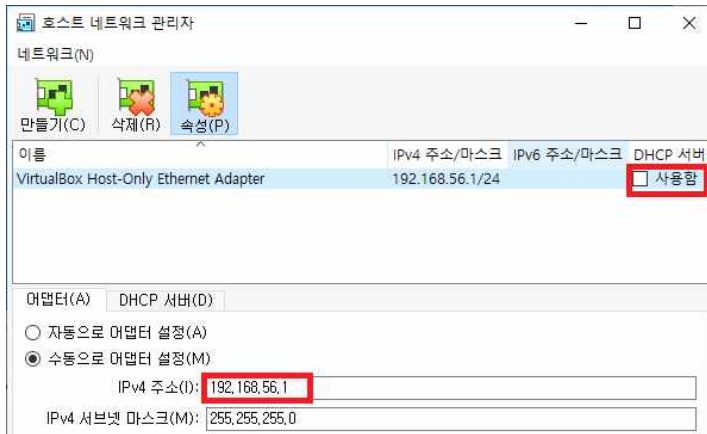 호스트 네트워크 관리자
네트워크(N)
만들기(C) 삭제(R) 속성(P)
이름 IPv4 주소/마스크 IPv6 주소/마스크 DHCP 서버
VirtualBox Host-Only Ethernet Adapter 192.168.56.1/24 사용함
어댑터(A) DHCP 서버(D)
자동으로 어댑터 설정(A)
수동으로 어댑터 설정(M)
IPv4 주소(I): 192.168.56.1
IPv4 서브넷 마스크(M): 255.255.255.0